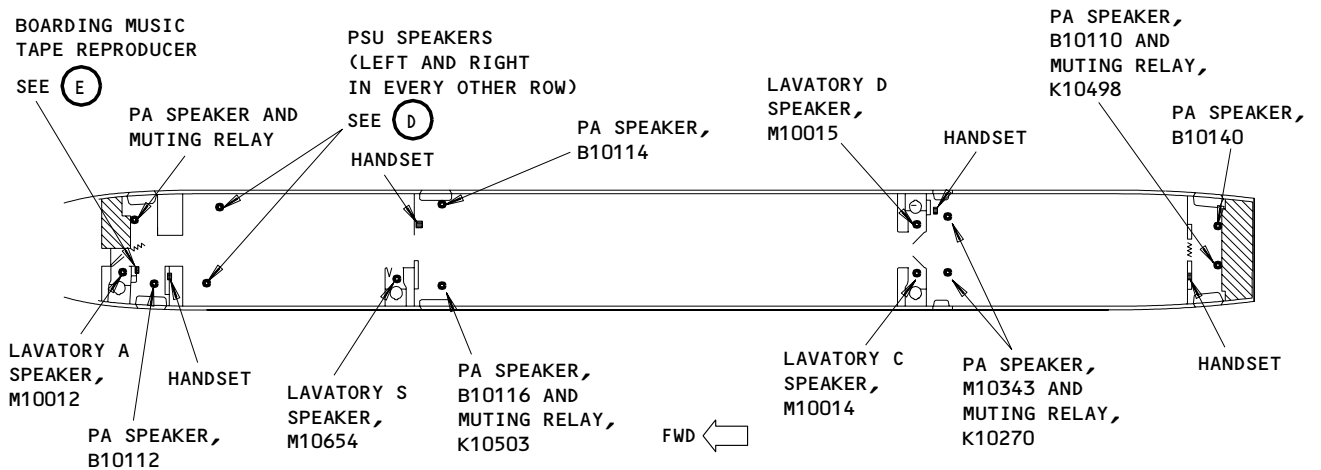 BOARDING MUSIC
TAPE REPRODUCER
SEE E
PA SPEAKER AND
MUTING RELAY
PSU SPEAKERS
(LEFT AND RIGHT
IN EVERY OTHER ROW)
SEE D
HANDSET
PA SPEAKER,
B10114
LAVATORY D
SPEAKER,
M10015
HANDSET
PA SPEAKER,
B10110 AND
MUTING RELAY,
K10498
PA SPEAKER,
B10140
LAVATORY A
SPEAKER,
M10012
PA SPEAKER,
B10112
HANDSET
LAVATORY S
SPEAKER,
M10654
PA SPEAKER,
B10116 AND
MUTING RELAY,
K10503
FWD
LAVATORY C
SPEAKER,
M10014
PA SPEAKER,
M10343 AND
MUTING RELAY,
K10270
HANDSET